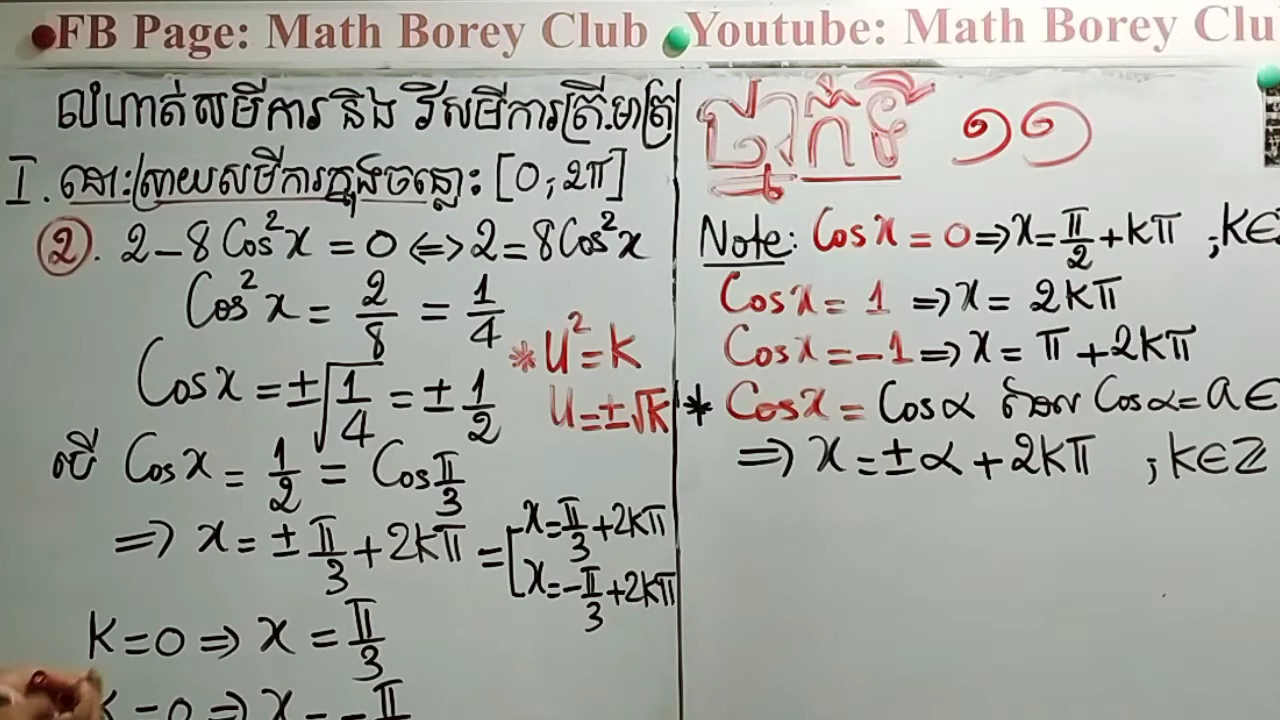 FB Page: Math Borey Club Youtube: Math Borey Clu
លំហាត់សមីការ និង វិសមីការត្រីមាត្រ
I. ដោះស្រាយសមីការក្នុងចន្លោះ [0; 2π]
②. 2 - 8 Cos²x = 0 ⇔ 2 = 8Cos²x
Cos²x = 2/8 = 1/4
Cosx = ±√(1/4) = ±1/2
* U² = k
U = ±√k
បើ Cosx = 1/2 = Cos π/3
⇒ x = ± π/3 + 2kπ = [ x = π/3 + 2kπ
x = -π/3 + 2kπ
k = 0 ⇒ x = π/3
k = 0 ⇒ x = -π
ថ្នាក់ទី ១១
Note: Cosx = 0 ⇒ x = π/2 + kπ ; k∈
Cosx = 1 ⇒ x = 2kπ
Cosx = -1 ⇒ x = π + 2kπ
* Cosx = Cosα ដែល Cosα = a ∈
⇒ x = ±α + 2kπ ; k∈ℤ